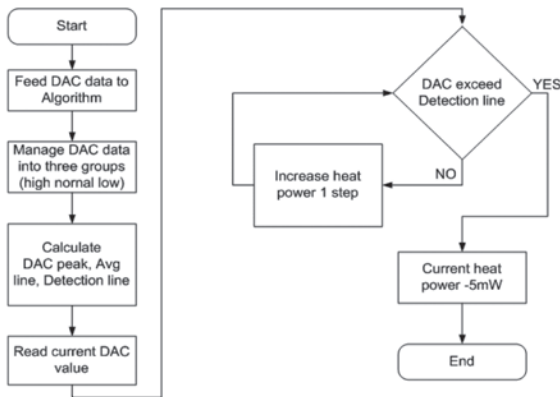 Start
Feed DAC data to
Algorithm
Manage DAC data
into three groups
(high nornal low)
Calculate
DAC peak, Avg
line, Detection line
Read current DAC
value
DAC exceed
Detection line
YES
NO
Increase heat
power 1 step
Current heat
power -5mW
End